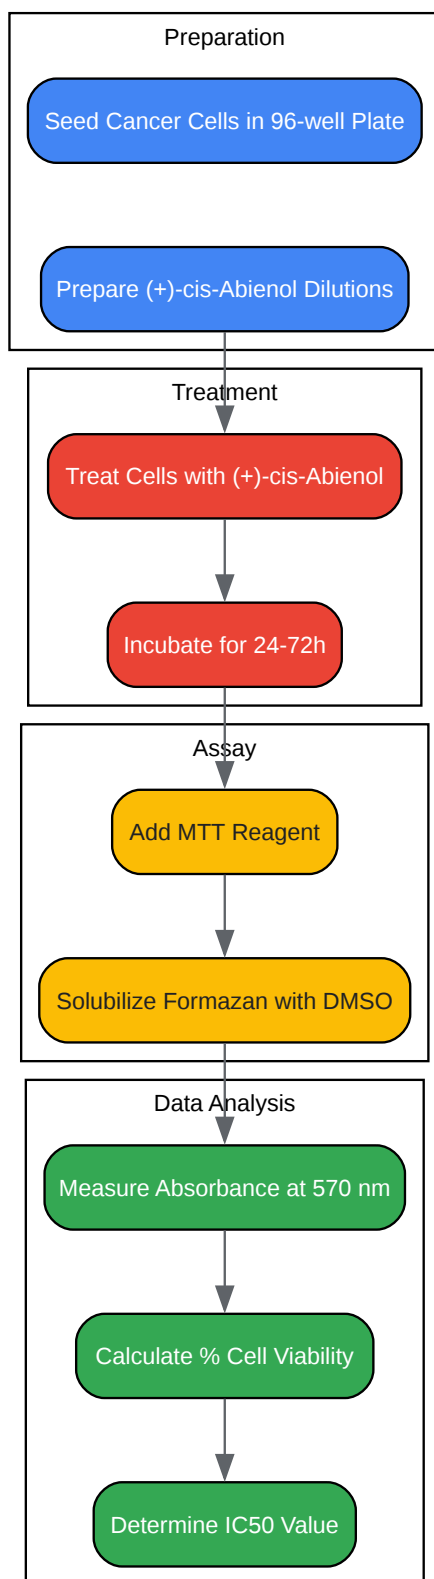 Preparation
Seed Cancer Cells in 96-well Plate
Prepare (+)-cis-Abienol Dilutions
Treatment
Treat Cells with (+)-cis-Abienol
Incubate for 24-72h
Assay
Add MTT Reagent
Solubilize Formazan with DMSO
Data Analysis
Measure Absorbance at 570 nm
Calculate % Cell Viability
Determine IC50 Value